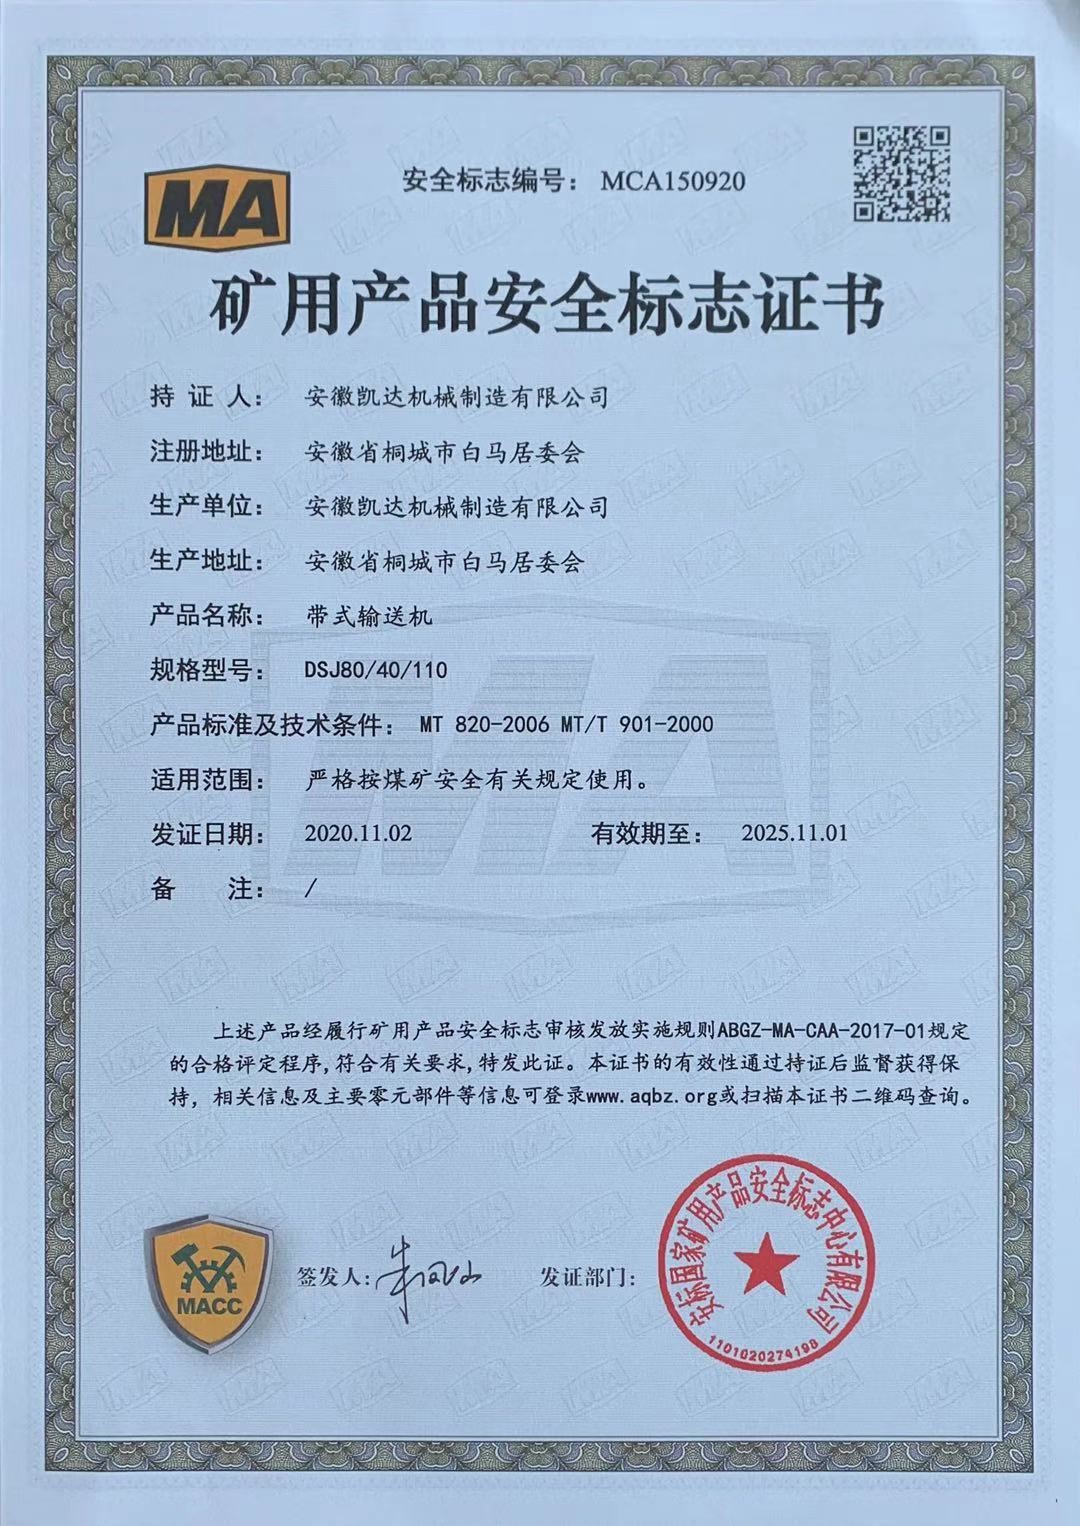 安全标志编号： MCA150920
MA
矿用产品安全标志证书
持 证 人： 安徽凯达机械制造有限公司
注册地址： 安徽省桐城市白马居委会
生产单位： 安徽凯达机械制造有限公司
生产地址： 安徽省桐城市白马居委会
产品名称： 带式输送机
规格型号： DSJ80/40/110
产品标准及技术条件： MT 820-2006 MT/T 901-2000
适用范围： 严格按煤矿安全有关规定使用。
发证日期： 2020.11.02 有效期至： 2025.11.01
备 注： /
上述产品经履行矿用产品安全标志审核发放实施规则ABGZ-MA-CAA-2017-01规定
的合格评定程序,符合有关要求,特发此证。本证书的有效性通过持证后监督获得保
持，相关信息及主要零元部件等信息可登录www.aqbz.org或扫描本证书二维码查询。
MACC
签发人:
发证部门:
安标国家矿用产品安全标志中心有限公司
1101020274198